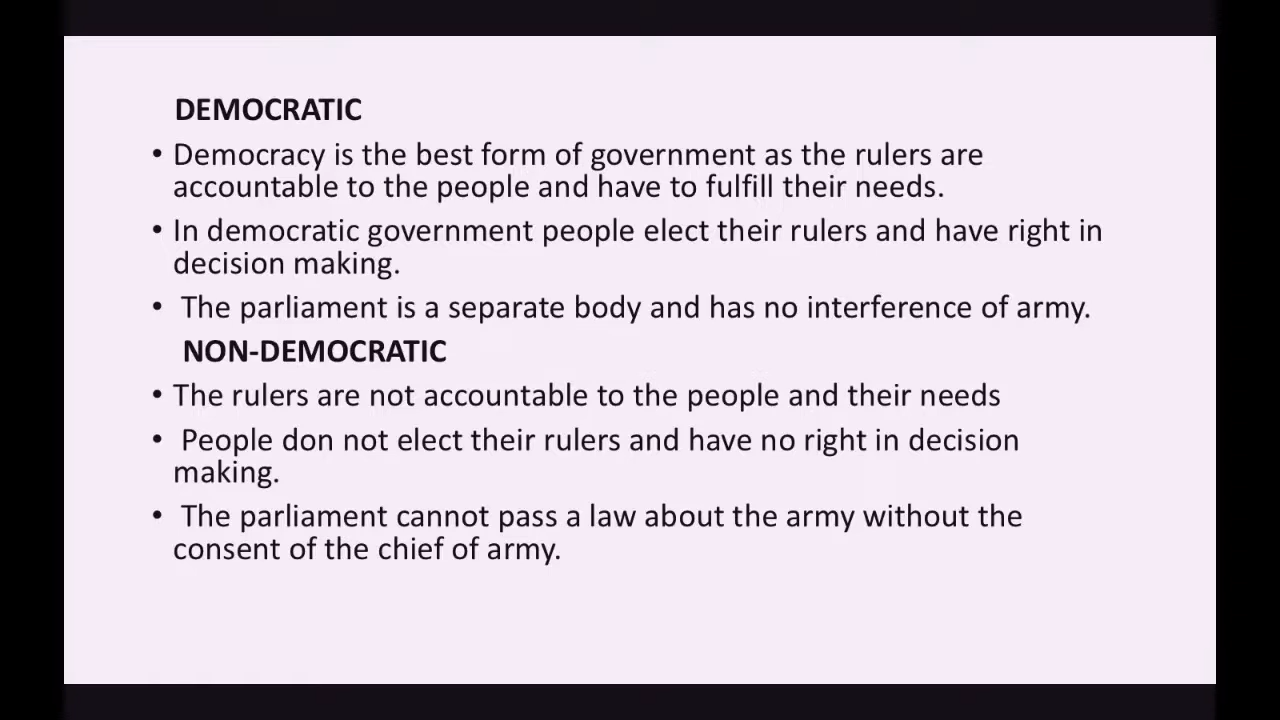 DEMOCRATIC
• Democracy is the best form of government as the rulers are
accountable to the people and have to fulfill their needs.
• In democratic government people elect their rulers and have right in
decision making.
• The parliament is a separate body and has no interference of army.
NON-DEMOCRATIC
• The rulers are not accountable to the people and their needs
• People don not elect their rulers and have no right in decision
making.
• The parliament cannot pass a law about the army without the
consent of the chief of army.